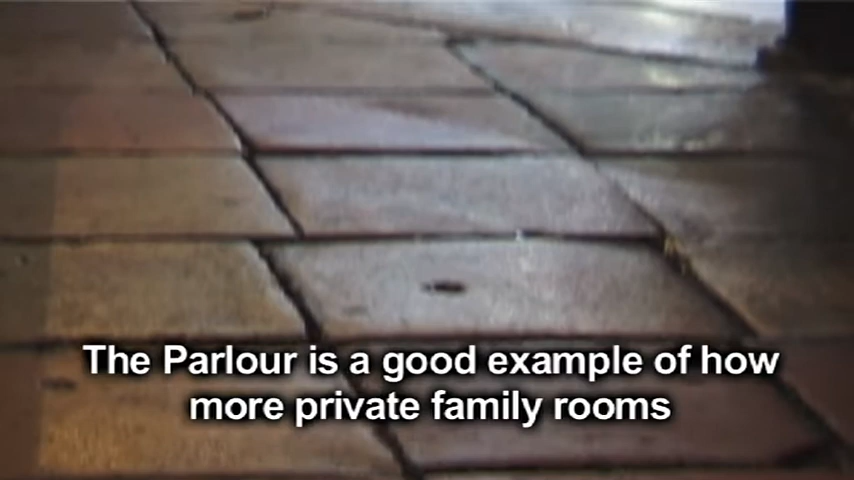 The Parlour is a good example of how
more private family rooms